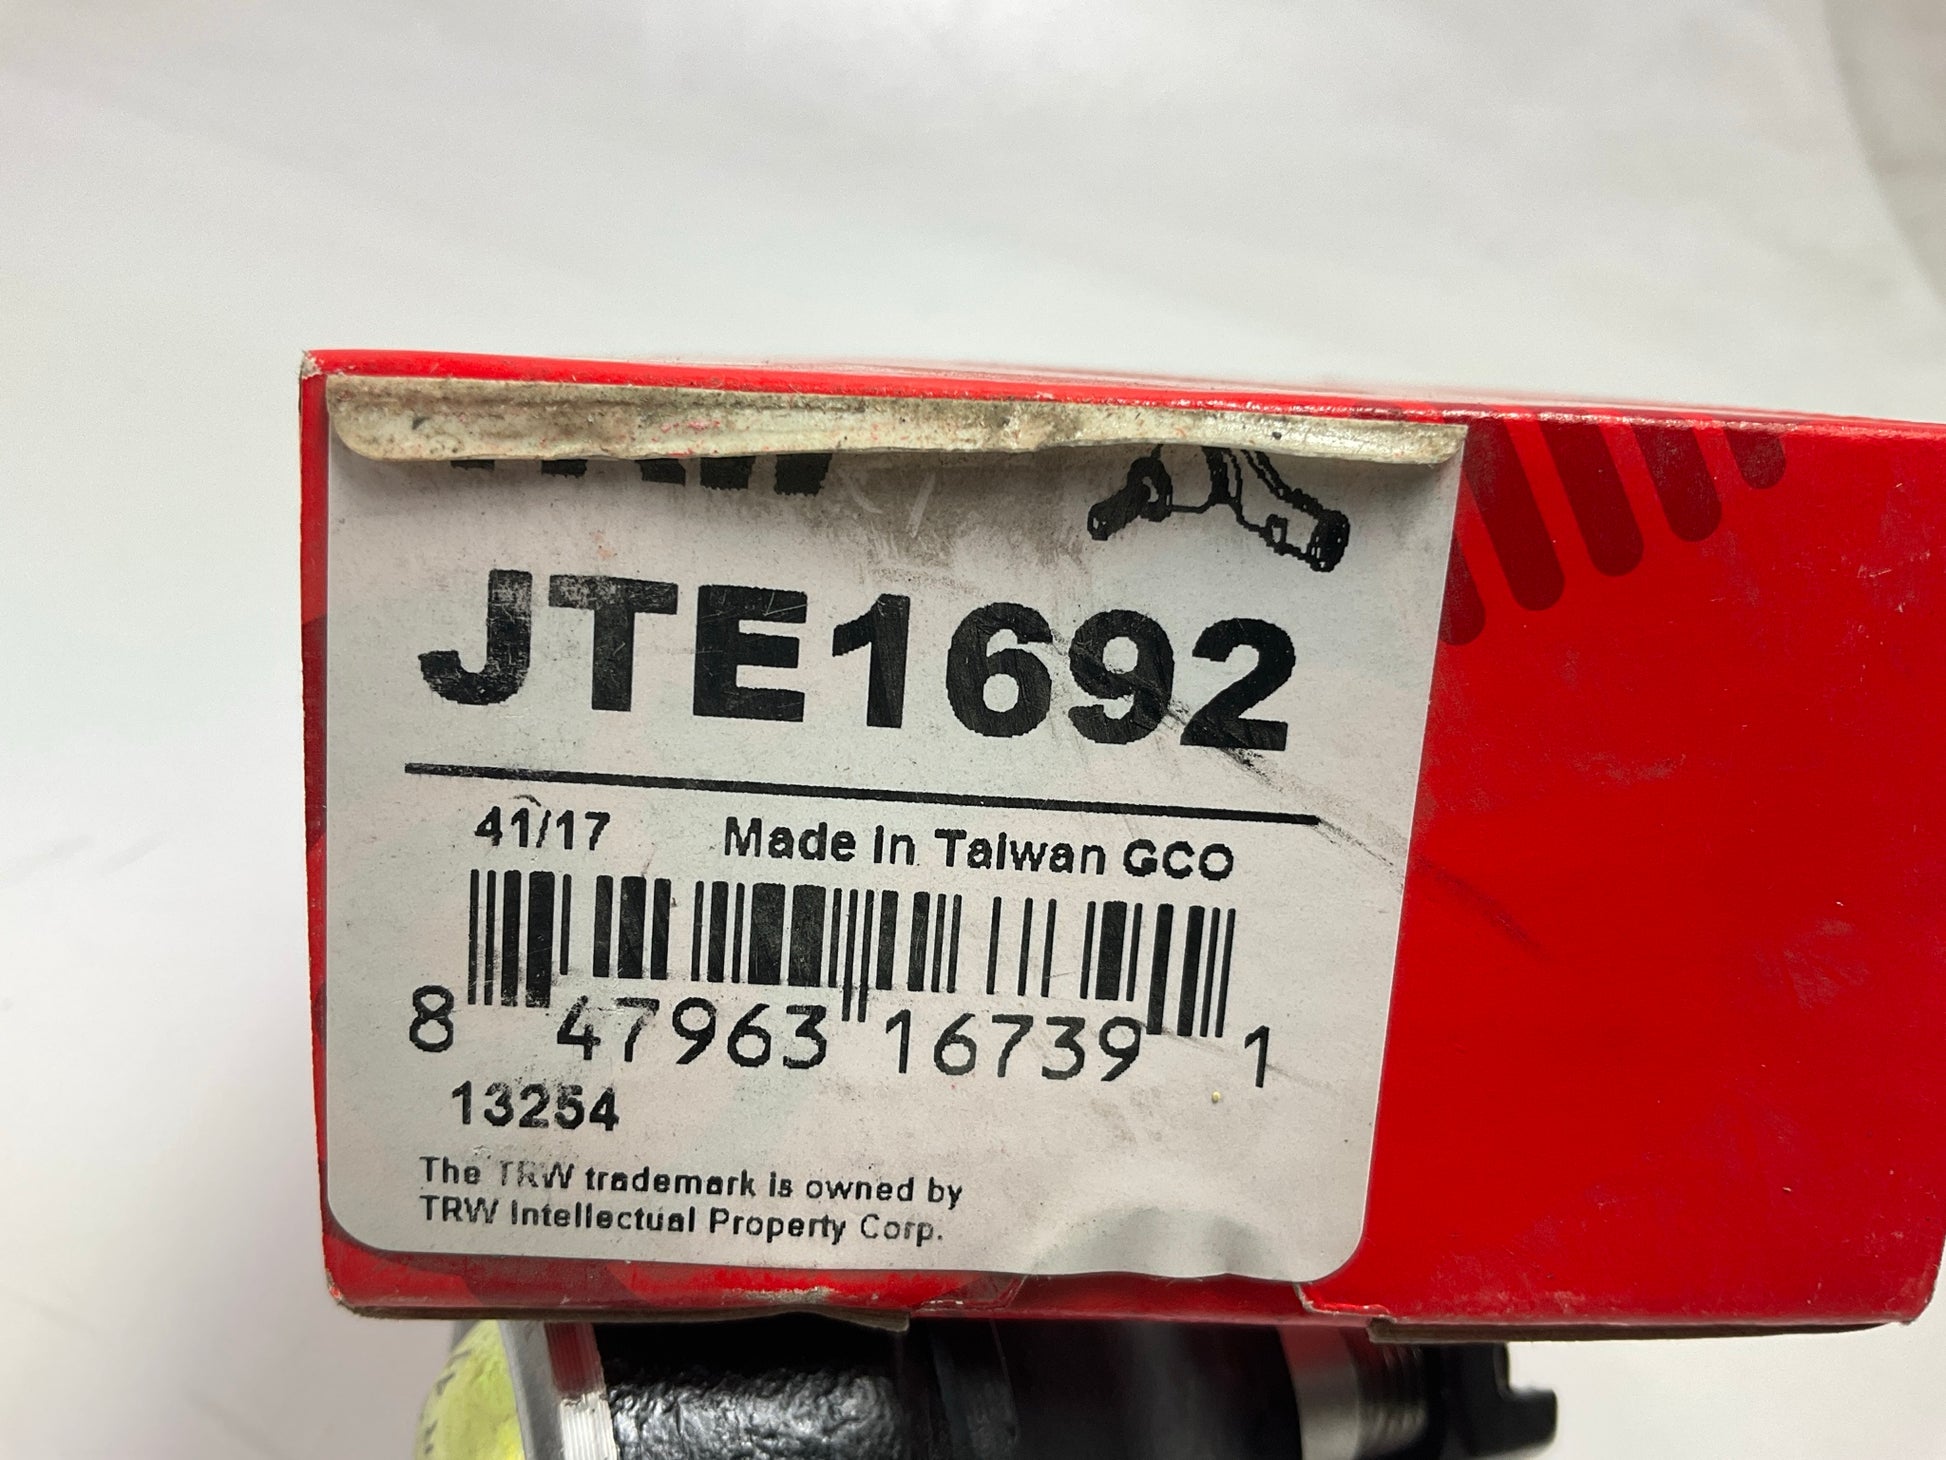 TRW
JTE1692
41/17 Made in Taiwan GCO
8 47963 16739 1
13254
The TRW trademark is owned by
TRW Intellectual Property Corp.